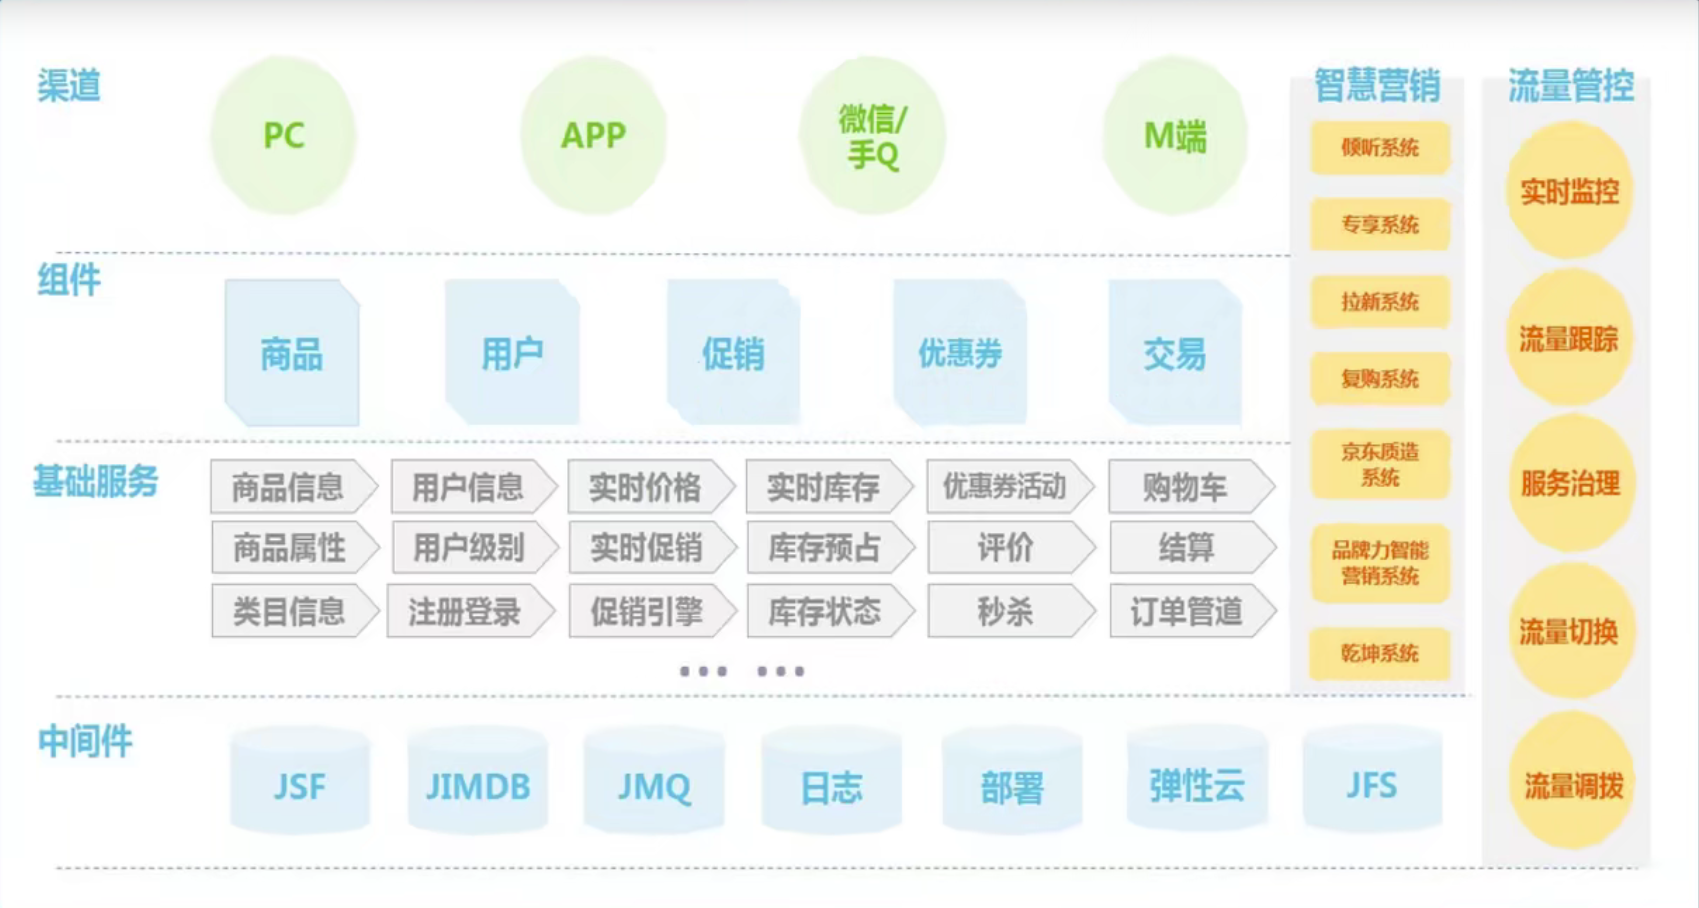 渠道
PC
APP
微信/
手Q
M端
组件
商品
用户
促销
优惠券
交易
基础服务
商品信息
用户信息
实时价格
实时库存
优惠券活动
购物车
商品属性
用户级别
实时促销
库存预占
评价
结算
类目信息
注册登录
促销引擎
库存状态
秒杀
订单管道
... ...
中间件
JSF
JIMDB
JMQ
日志
部署
弹性云
JFS
智慧营销
倾听系统
专享系统
拉新系统
复购系统
京东质造
系统
品牌力智能
营销系统
乾坤系统
流量管控
实时监控
流量跟踪
服务治理
流量切换
流量调拨